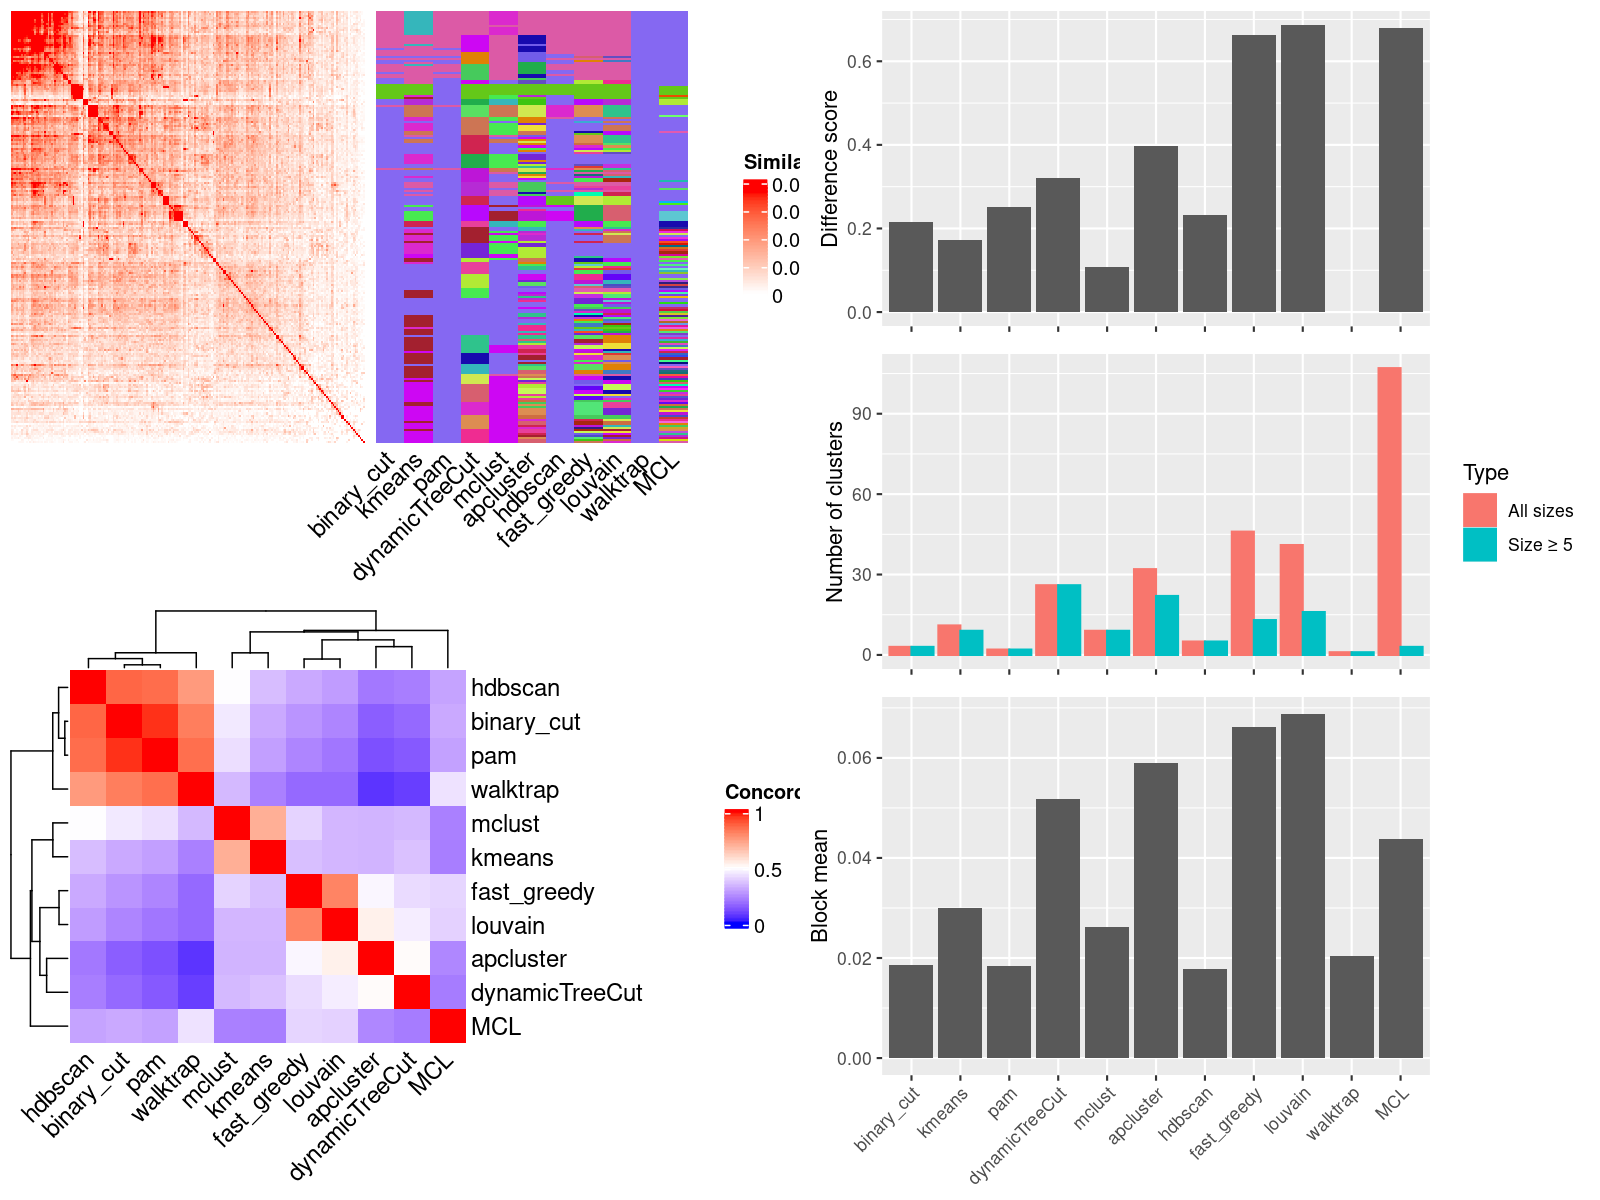 Simila
0.0
0.0
0.0
0.0
0
binary_cut
kmeans
pam
dynamicTreeCut
mclust
apcluster
hdbscan
fast_greedy
louvain
walktrap
MCL
hdbscan
binary_cut
pam
walktrap
mclust
kmeans
fast_greedy
louvain
apcluster
dynamicTreeCut
MCL
hdbscan
binary_cut
pam
walktrap
mclust
kmeans
fast_greedy
louvain
apcluster
dynamicTreeCut
MCL
Concord
1
0.5
0
Difference score
0.6
0.4
0.2
0.0
Number of clusters
90
60
30
0
Type
All sizes
Size ≥ 5
Block mean
0.06
0.04
0.02
0.00
binary_cut
kmeans
pam
dynamicTreeCut
mclust
apcluster
hdbscan
fast_greedy
louvain
walktrap
MCL